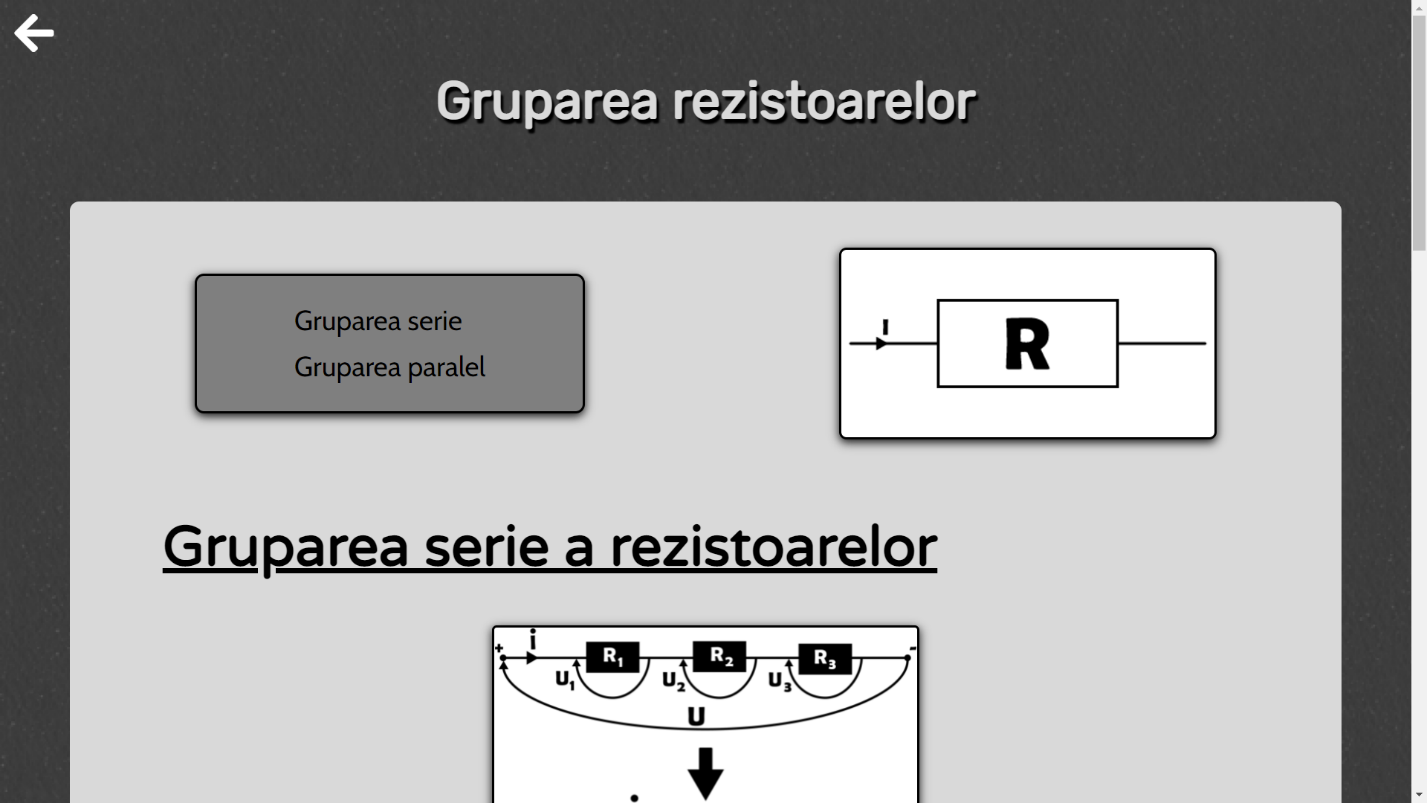 Gruparea rezistoarelor
Gruparea serie
Gruparea paralel
I
R
Gruparea serie a rezistoarelor
+ i R₁ R₂ R₃ -
U₁ U₂ U₃
U